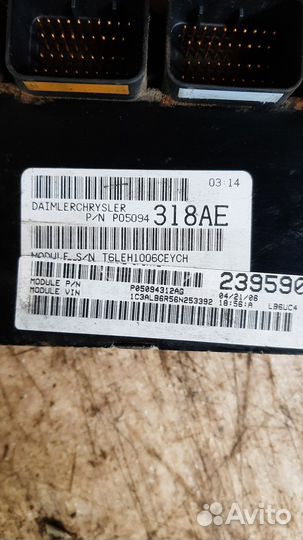 03:14
DAIMLERCHRYSLER
P/N P05094 318AE
MODULE S/N T6LEH1006CEYCH
239590
MODULE P/N P05094312AG 04/21/06
MODULE VIN 1C3AL86R56N253392 18:56:A L96UC4
Avito